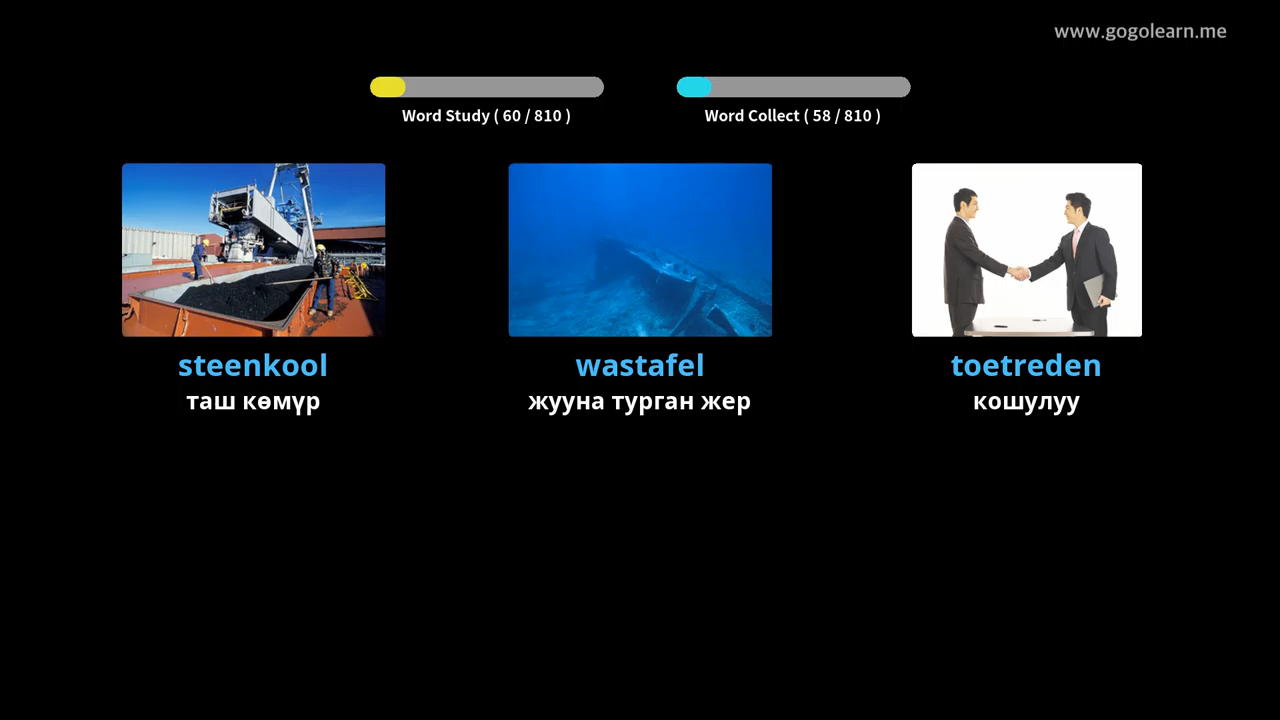 www.gogolearn.me
Word Study ( 60 / 810 )
Word Collect ( 58 / 810 )
steenkool
wastafel
toetreden
таш көмүр
жууна турган жер
кошулуу